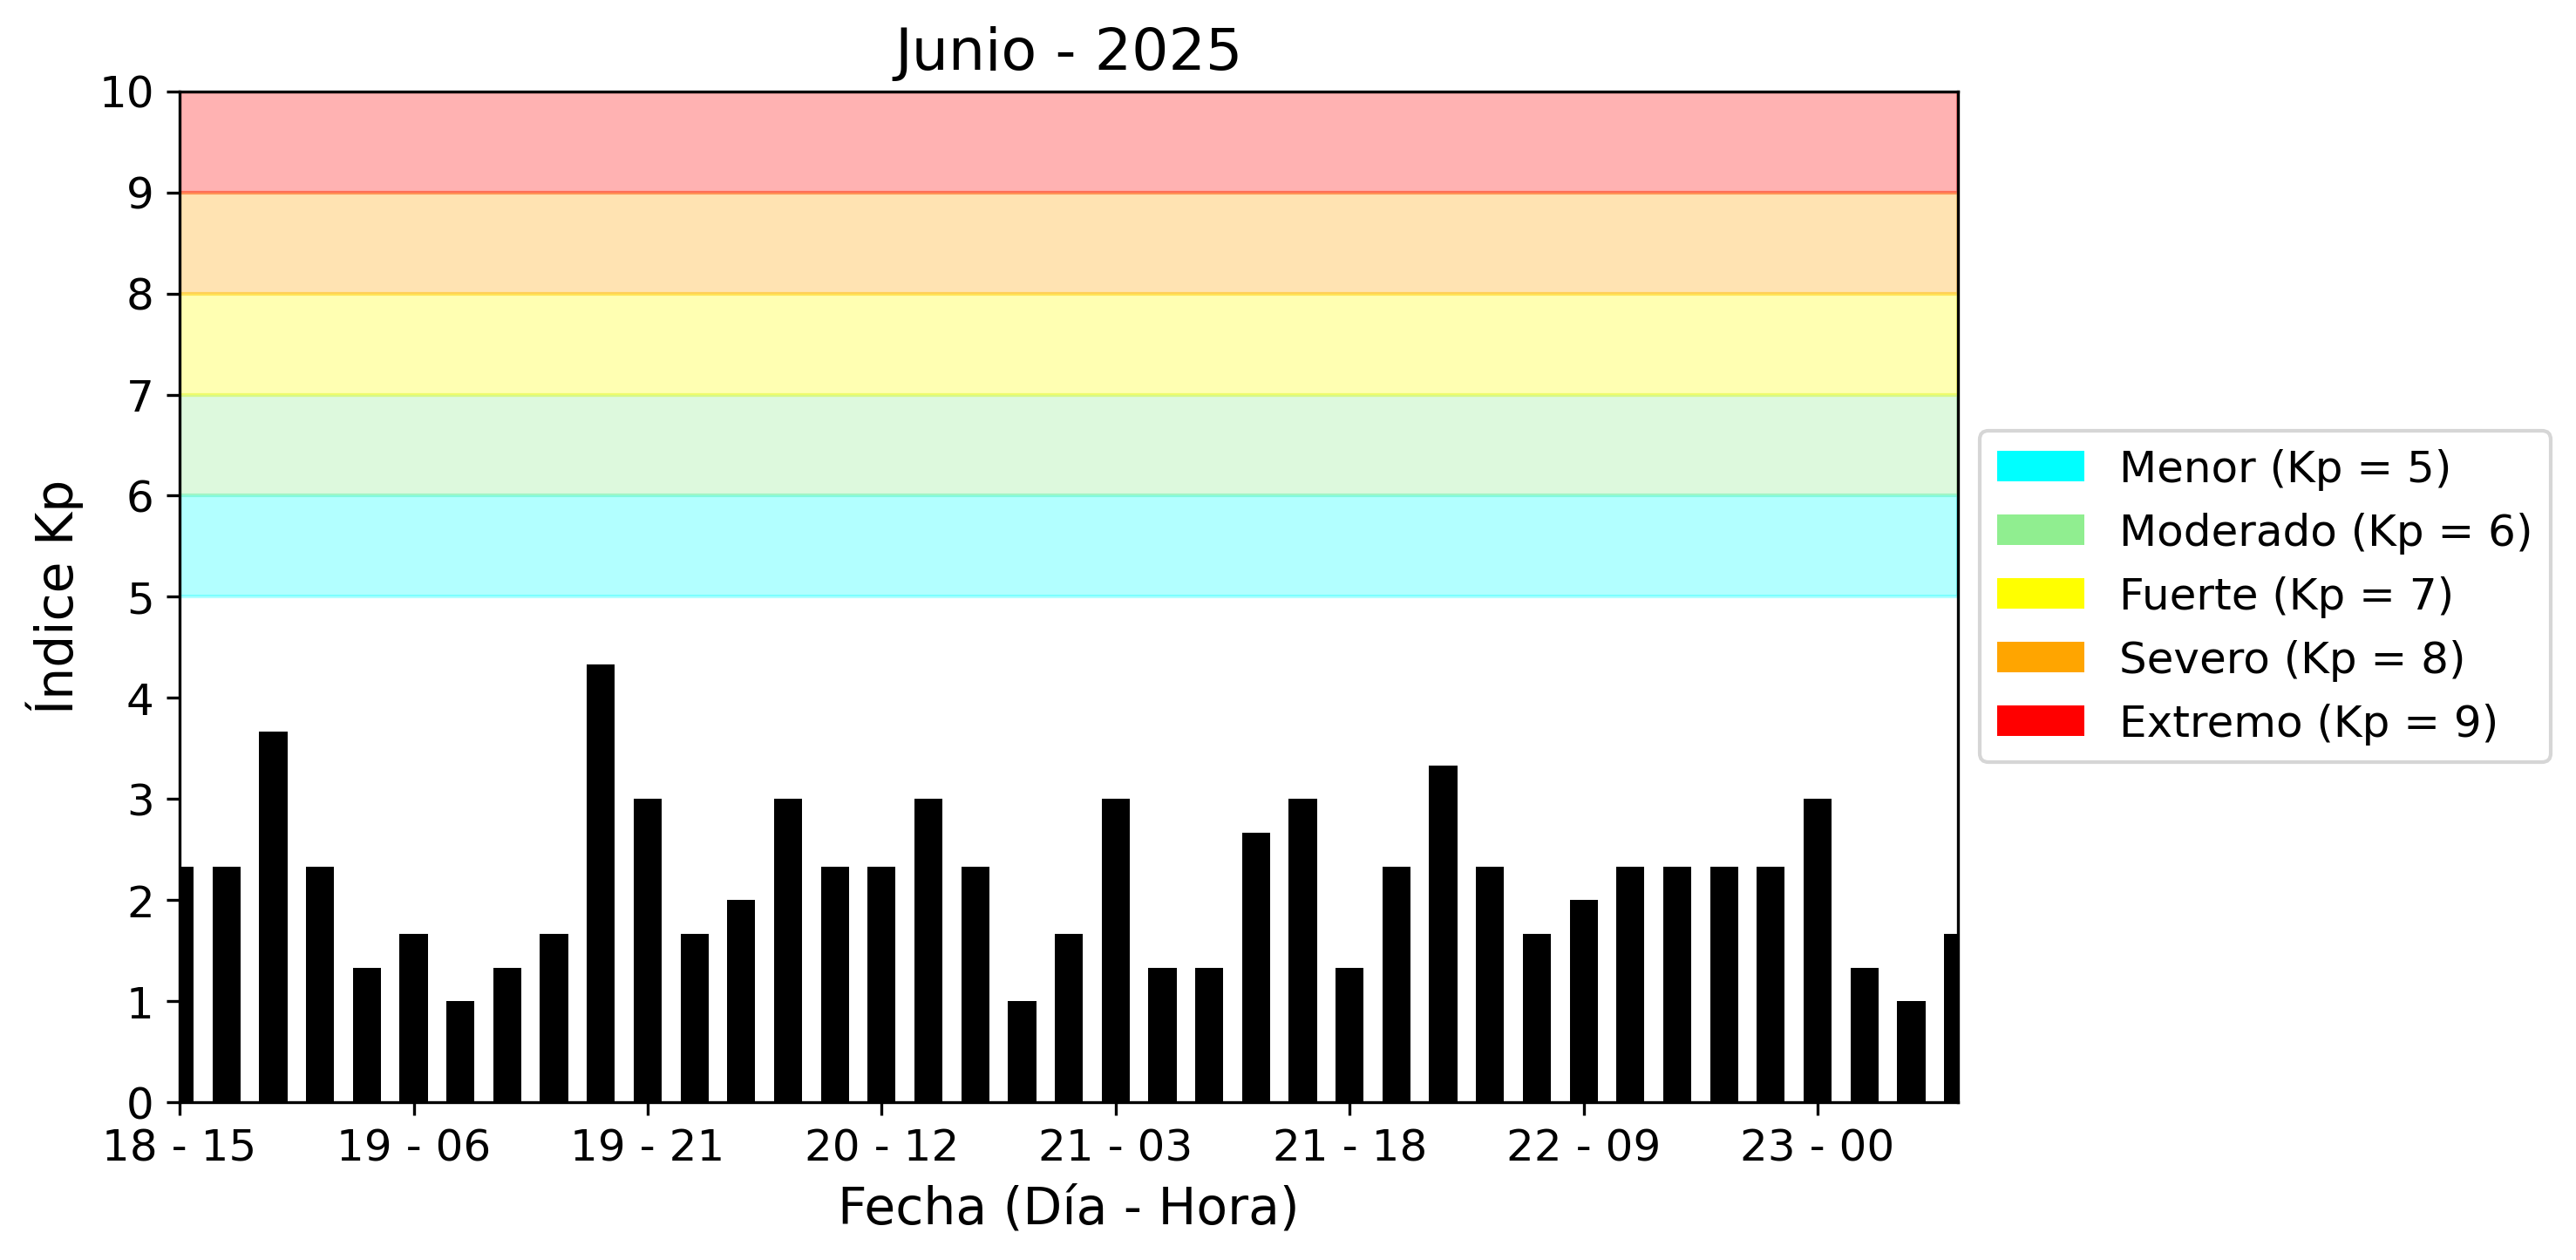 Junio - 2025
10
9
8
7
6
5
4
3
2
1
0
Índice Kp
18 - 15
19 - 06
19 - 21
20 - 12
21 - 03
21 - 18
22 - 09
23 - 00
Fecha (Día - Hora)
Menor (Kp = 5)
Moderado (Kp = 6)
Fuerte (Kp = 7)
Severo (Kp = 8)
Extremo (Kp = 9)